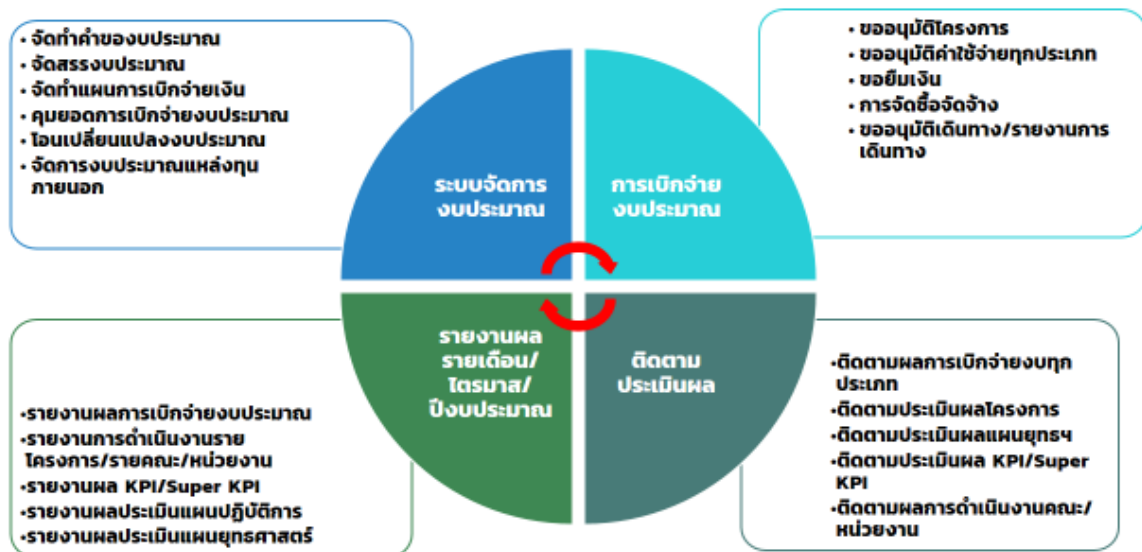 • จัดทำคำของบประมาณ
• จัดสรรงบประมาณ
• จัดทำแผนการเบิกจ่ายเงิน
• คุมยอดการเบิกจ่ายงบประมาณ
• โอนเปลี่ยนแปลงงบประมาณ
• จัดการงบประมาณแหล่งทุน
ภายนอก
ระบบจัดการ
งบประมาณ
การเบิกจ่าย
งบประมาณ
• ขออนุมัติโครงการ
• ขออนุมัติค่าใช้จ่ายทุกประเภท
• ขอยืมเงิน
• การจัดซื้อจัดจ้าง
• ขออนุมัติเดินทาง/รายงานการ
เดินทาง
•รายงานผลการเบิกจ่ายงบประมาณ
•รายงานการดำเนินงานราย
โครงการ/รายคณะ/หน่วยงาน
•รายงานผล KPI/Super KPI
•รายงานผลประเมินแผนปฏิบัติการ
•รายงานผลประเมินแผนยุทธศาสตร์
รายงานผล
รายเดือน/
ไตรมาส/
ปีงบประมาณ
ติดตาม
ประเมินผล
•ติดตามผลการเบิกจ่ายงบทุก
ประเภท
•ติดตามประเมินผลโครงการ
•ติดตามประเมินผลแผนยุทธฯ
•ติดตามประเมินผล KPI/Super
KPI
•ติดตามผลการดำเนินงานคณะ/
หน่วยงาน